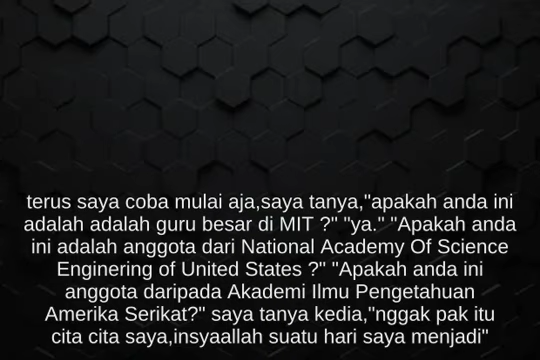 terus saya coba mulai aja,saya tanya,"apakah anda ini
adalah adalah guru besar di MIT ?" "ya." "Apakah anda
ini adalah anggota dari National Academy Of Science
Enginering of United States ?" "Apakah anda ini
anggota daripada Akademi Ilmu Pengetahuan
Amerika Serikat?" saya tanya kedia,"nggak pak itu
cita cita saya,insyaallah suatu hari saya menjadi"